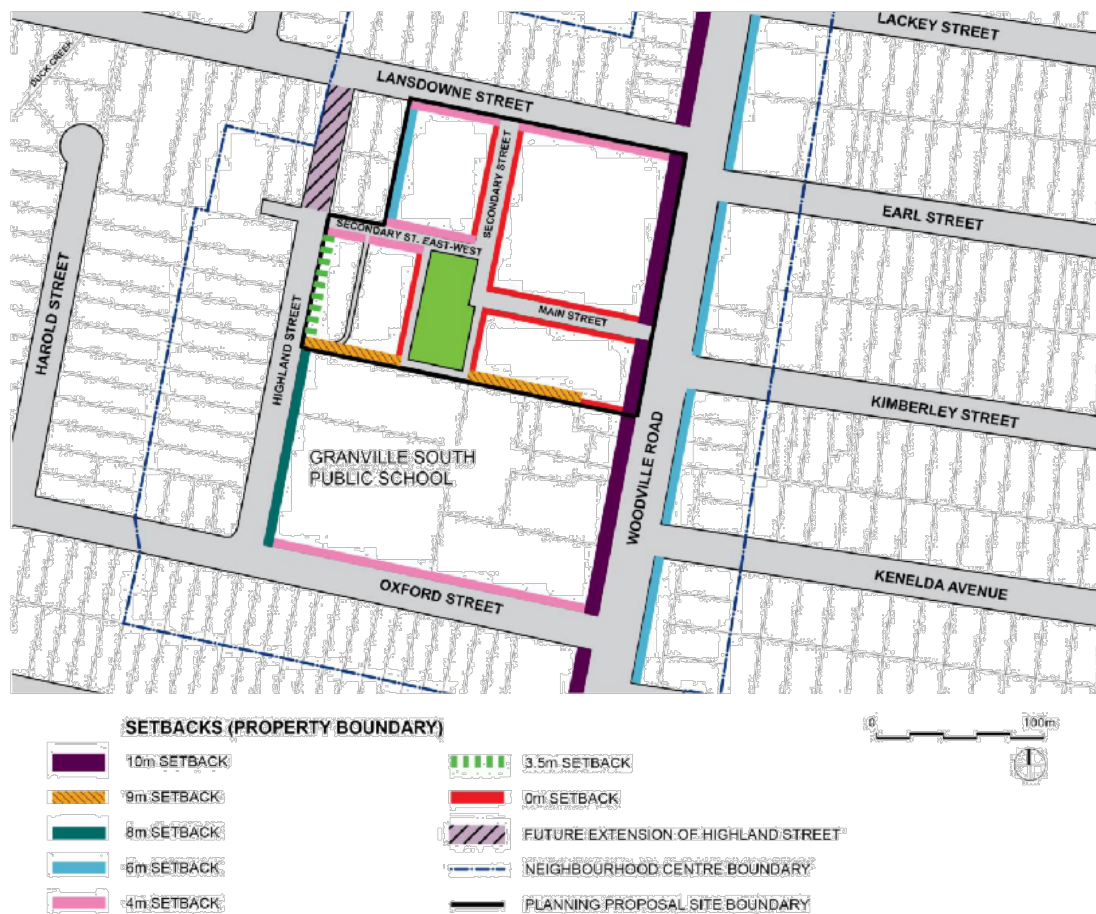 LACKEY STREET
DUCK CREEK
LANSDOWNE STREET
SECONDARY STREET
EARL STREET
SECONDARY ST. EAST-WEST
HAROLD STREET
HIGHLAND STREET
MAIN STREET
KIMBERLEY STREET
GRANVILLE SOUTH
PUBLIC SCHOOL
WOODVILLE ROAD
OXFORD STREET
KENELDA AVENUE
SETBACKS (PROPERTY BOUNDARY)
0 100m
10m SETBACK
9m SETBACK
8m SETBACK
6m SETBACK
4m SETBACK
3.5m SETBACK
0m SETBACK
FUTURE EXTENSION OF HIGHLAND STREET
NEIGHBOURHOOD CENTRE BOUNDARY
PLANNING PROPOSAL SITE BOUNDARY